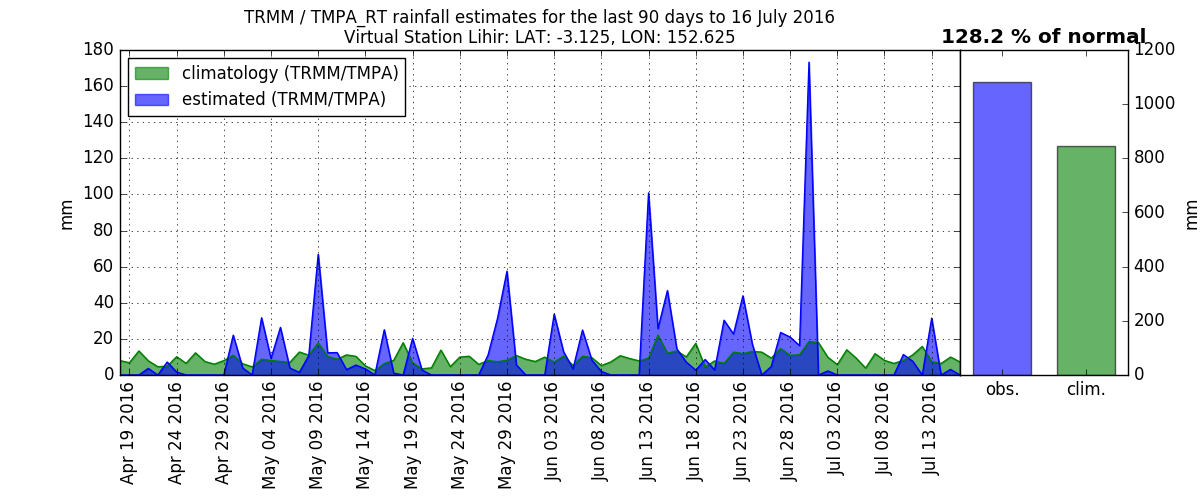 TRMM / TMPA_RT rainfall estimates for the last 90 days to 16 July 2016
Virtual Station Lihir: LAT: -3.125, LON: 152.625
128.2 % of normal
climatology (TRMM/TMPA)
estimated (TRMM/TMPA)
mm
180
160
140
120
100
80
60
40
20
0
Apr 19 2016
Apr 24 2016
Apr 29 2016
May 04 2016
May 09 2016
May 14 2016
May 19 2016
May 24 2016
May 29 2016
Jun 03 2016
Jun 08 2016
Jun 13 2016
Jun 18 2016
Jun 23 2016
Jun 28 2016
Jul 03 2016
Jul 08 2016
Jul 13 2016
1200
1000
800
600
400
200
0
mm
obs.
clim.